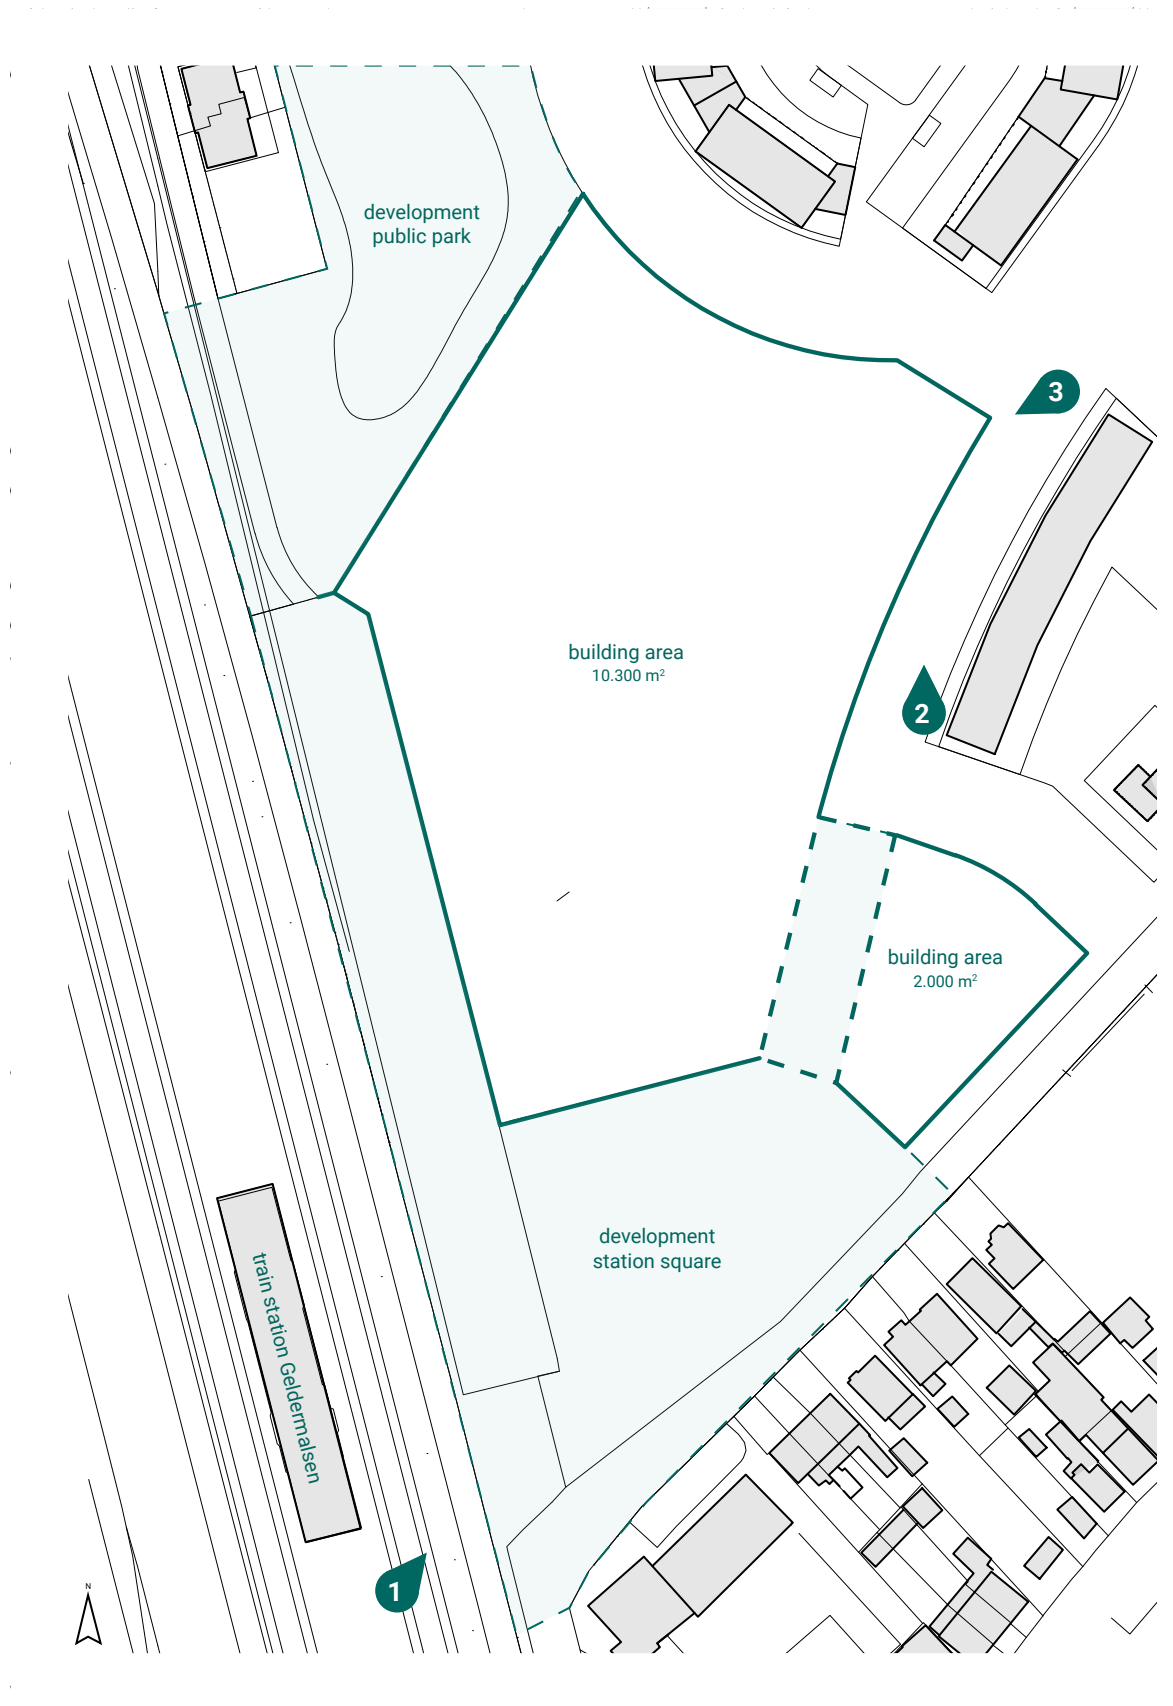 development
public park
3
building area
10.300 m²
2
building area
2.000 m²
development
station square
train station Geldermalsen
1
N